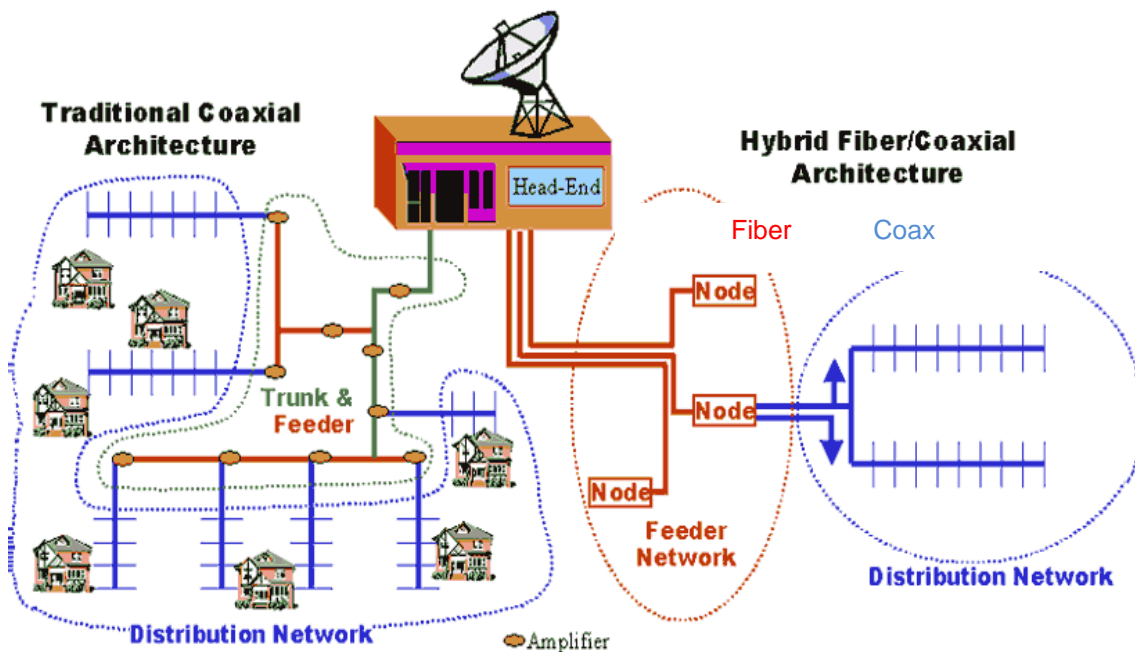 Traditional Coaxial
Architecture
Head-End
Hybrid Fiber/Coaxial
Architecture
Fiber
Coax
Node
Node
Node
Trunk &
Feeder
Feeder
Network
Distribution Network
Distribution Network
Amplifier